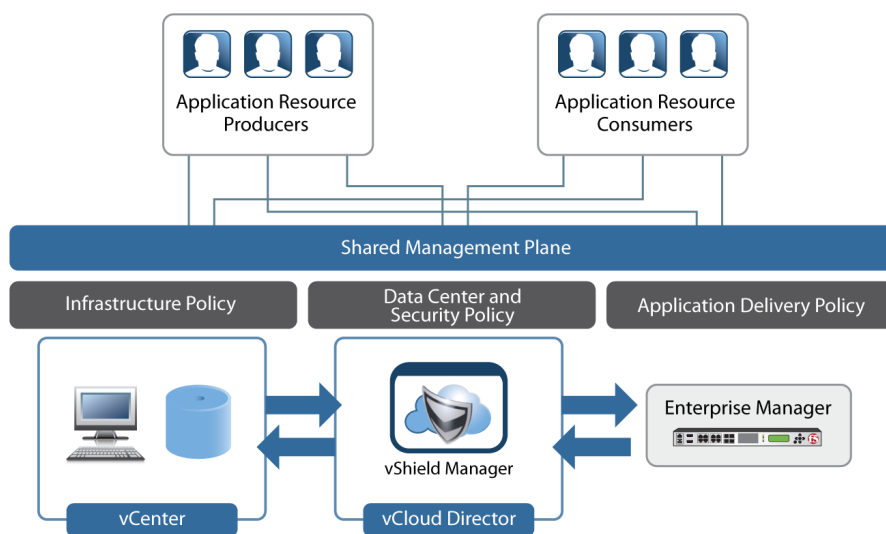 Application Resource
Producers
Application Resource
Consumers
Shared Management Plane
Infrastructure Policy
Data Center and
Security Policy
Application Delivery Policy
vShield Manager
Enterprise Manager
f5
vCenter
vCloud Director